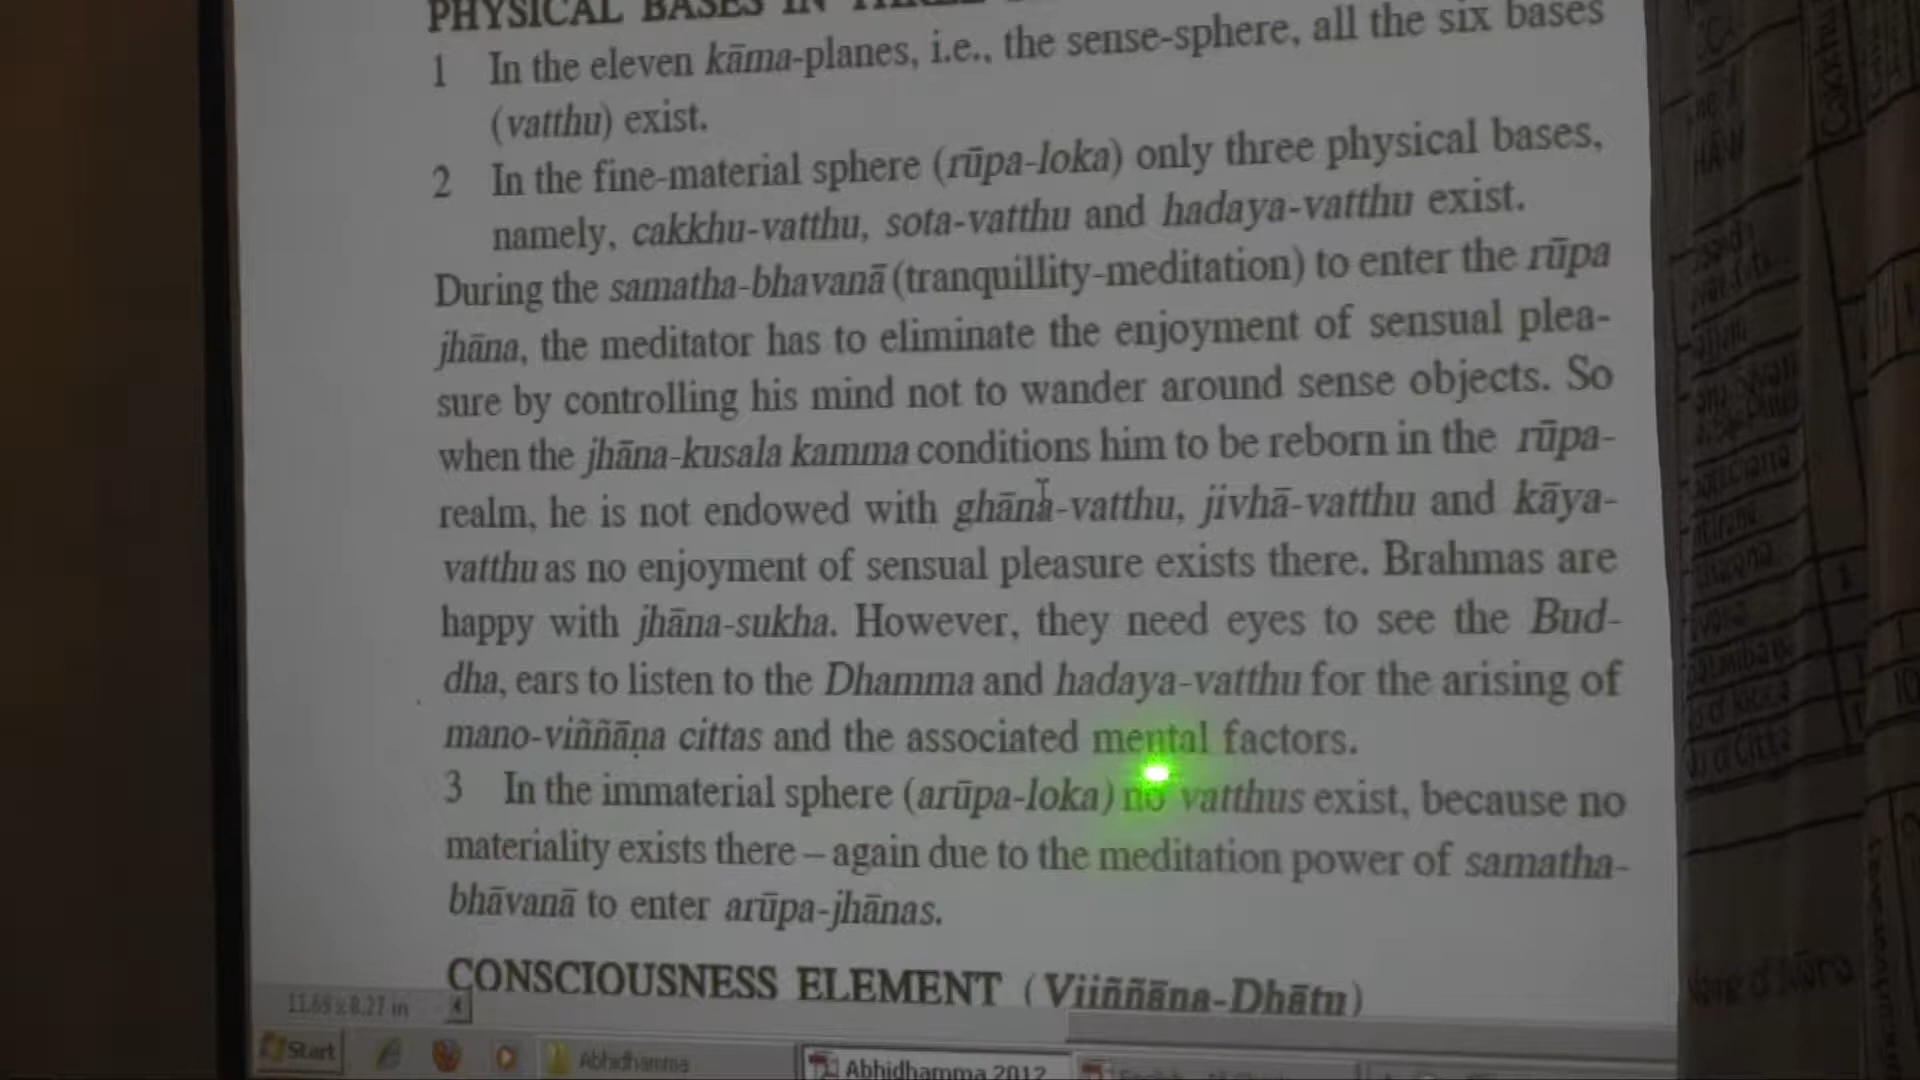 PHYSICAL BASES IN THREE
1 In the eleven kāma-planes, i.e., the sense-sphere, all the six bases
(vatthu) exist.
2 In the fine-material sphere (rūpa-loka) only three physical bases,
namely, cakkhu-vatthu, sota-vatthu and hadaya-vatthu exist.
During the samatha-bhavanā (tranquillity-meditation) to enter the rūpa
jhāna, the meditator has to eliminate the enjoyment of sensual plea-
sure by controlling his mind not to wander around sense objects. So
when the jhāna-kusala kamma conditions him to be reborn in the rūpa-
realm, he is not endowed with ghāna-vatthu, jivhā-vatthu and kāya-
vatthu as no enjoyment of sensual pleasure exists there. Brahmas are
happy with jhāna-sukha. However, they need eyes to see the Bud-
dha, ears to listen to the Dhamma and hadaya-vatthu for the arising of
mano-viññāṇa cittas and the associated mental factors.
3 In the immaterial sphere (arūpa-loka) no vatthus exist, because no
materiality exists there – again due to the meditation power of samatha-
bhāvanā to enter arūpa-jhānas.
CONSCIOUSNESS ELEMENT (Viiññāna-Dhātu)
11.69 x 8.27 in
Start
Abhidhamma
Abhidhamma 2012